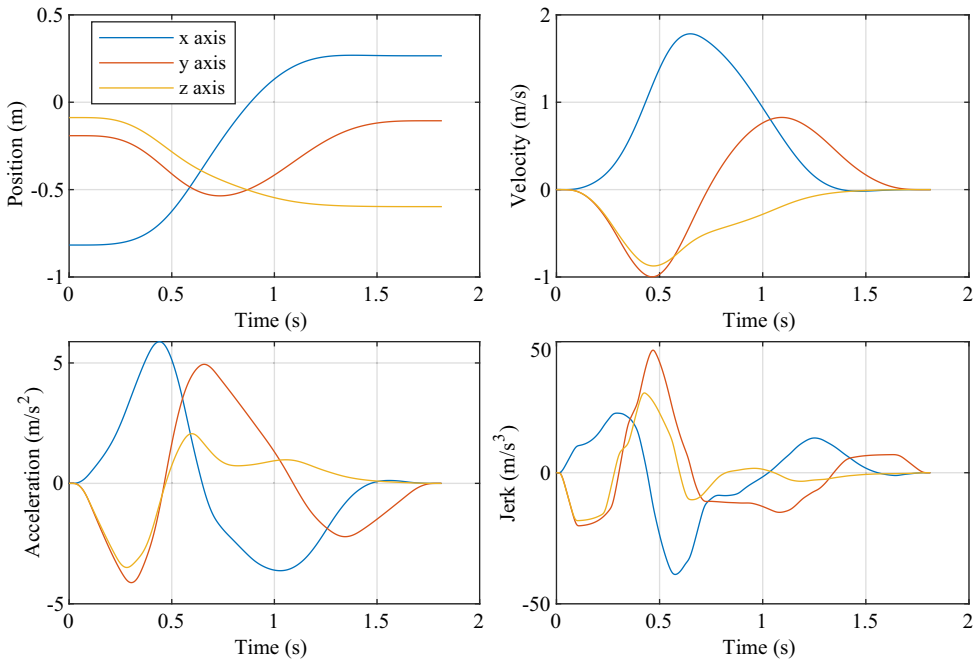 0.5
0
-0.5
-1
Position (m)
x axis
y axis
z axis
0 0.5 1 1.5 2
Time (s)
2
1
0
-1
Velocity (m/s)
0 0.5 1 1.5 2
Time (s)
5
0
-5
Acceleration (m/s²)
0 0.5 1 1.5 2
Time (s)
50
0
-50
Jerk (m/s³)
0 0.5 1 1.5 2
Time (s)